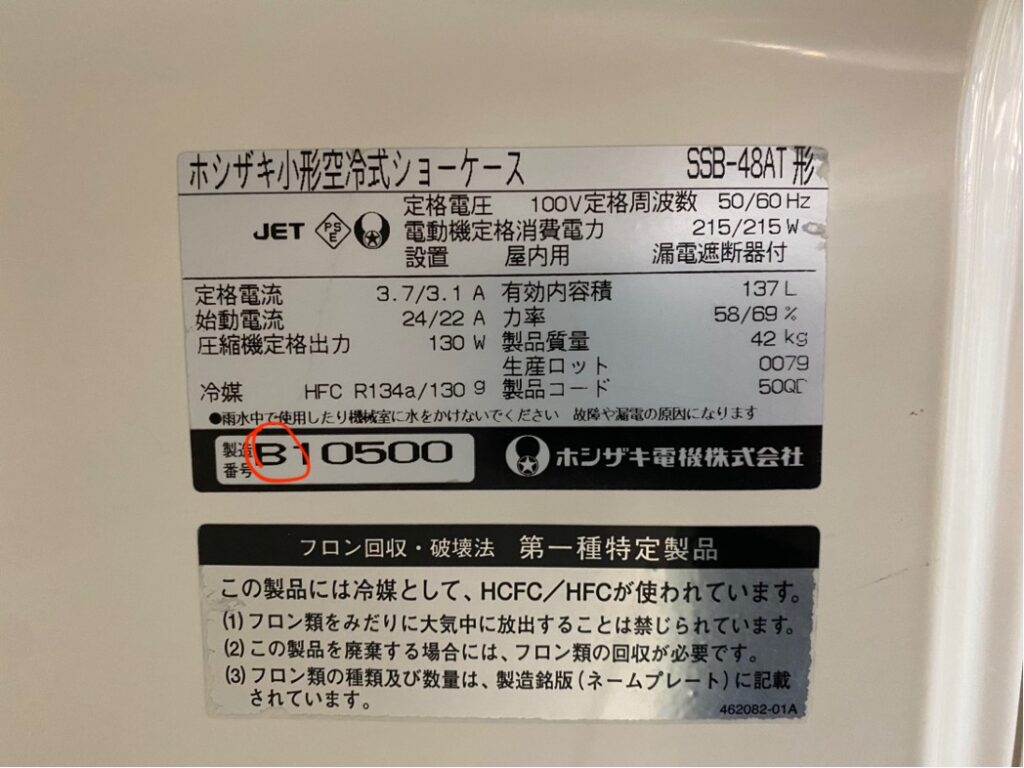 ホシザキ小形空冷式ショーケース SSB-48AT形
定格電圧 100V 定格周波数 50/60 Hz
JET PSE 電動機定格消費電力 215/215 W
設置 屋内用 漏電遮断器付
定格電流 3.7/3.1 A 有効内容積 137 L
始動電流 24/22 A 力率 58/69 %
圧縮機定格出力 130 W 製品質量 42 kg
生産ロット 0079
冷媒 HFC R134a/130 g 製品コード
●雨水中で使用したり機械室に水をかけないでください 故障や漏電の原因になります
製造番号 B10500 ホシザキ電機株式会社
フロン回収・破壊法 第一種特定製品
この製品には冷媒として、HCFC/HFCが使われています。
(1)フロン類をみだりに大気中に放出することは禁じられています。
(2)この製品を廃棄する場合には、フロン類の回収が必要です。
(3)フロン類の種類及び数量は、製造銘版(ネームプレート)に記載
されています。
462082-01A